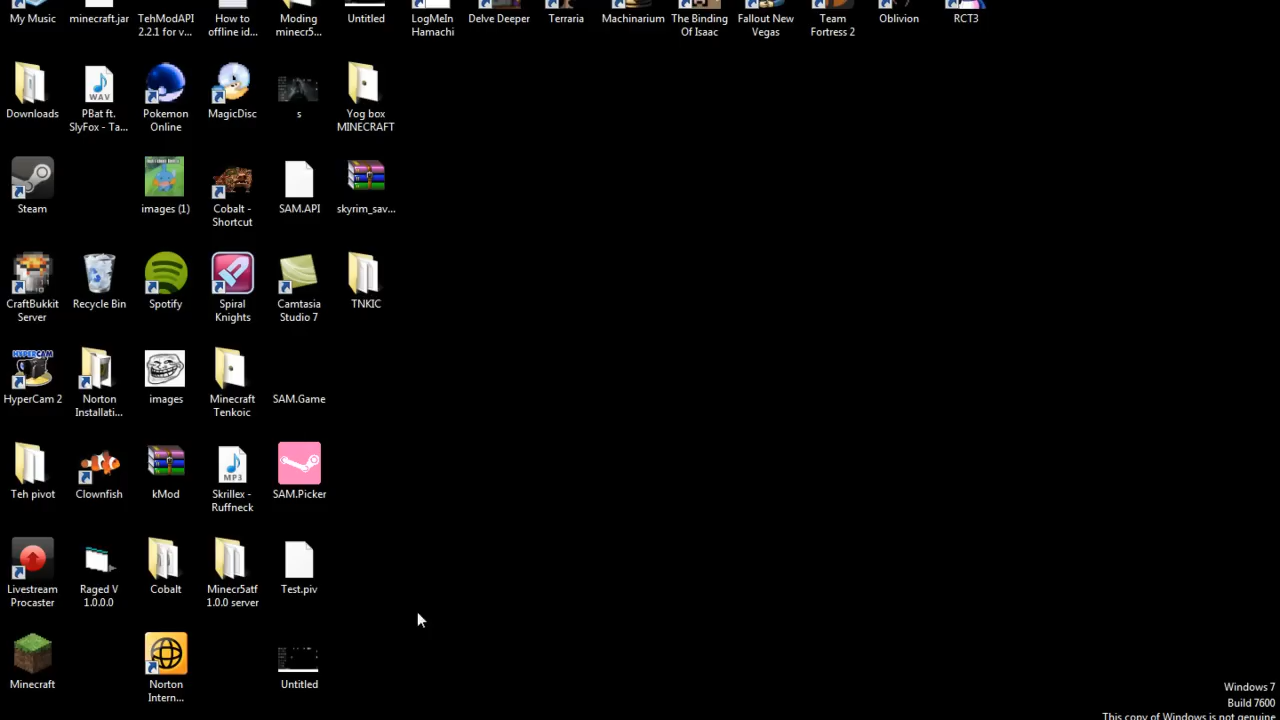 My Music
minecraft.jar
TehModAPI
2.2.1 for v...
How to
offline id...
Moding
minecr5...
Untitled
LogMeIn
Hamachi
Delve Deeper
Terraria
Machinarium
The Binding
Of Isaac
Fallout New
Vegas
Team
Fortress 2
Oblivion
RCT3
Downloads
WAV
PBat ft.
SlyFox - Ta...
Pokemon
Online
MagicDisc
s
Yog box
MINECRAFT
Steam
images (1)
Cobalt -
Shortcut
SAM.API
skyrim_sav...
CraftBukkit
Server
Recycle Bin
Spotify
Spiral
Knights
Camtasia
Studio 7
TNKIC
HYPERCAM
HyperCam 2
Norton
Installati...
images
Minecraft
Tenkoic
SAM.Game
Teh pivot
Clownfish
kMod
MP3
Skrillex -
Ruffneck
SAM.Picker
Livestream
Procaster
Raged V
1.0.0.0
Cobalt
Minecr5atf
1.0.0 server
Test.piv
Minecraft
Norton
Intern...
Untitled
Windows 7
Build 7600
This copy of Windows is not genuine